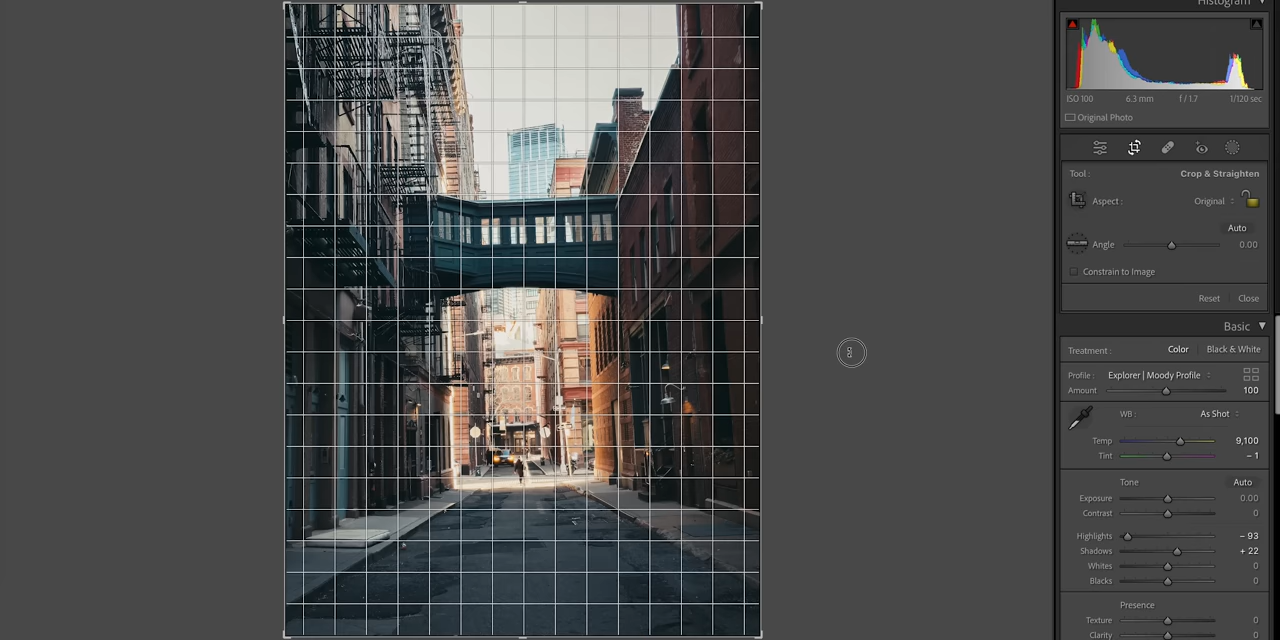 Histogram
ISO 100 6.3 mm f / 1.7 1/120 sec
Original Photo
Tool : Crop & Straighten
Aspect : Original
Auto
Angle 0.00
Constrain to Image
Reset Close
Basic
Treatment : Color Black & White
Profile : Explorer | Moody Profile
Amount 100
WB : As Shot
Temp 9,100
Tint – 1
Tone Auto
Exposure 0.00
Contrast 0
Highlights – 93
Shadows + 22
Whites 0
Blacks 0
Presence
Texture 0
Clarity 0